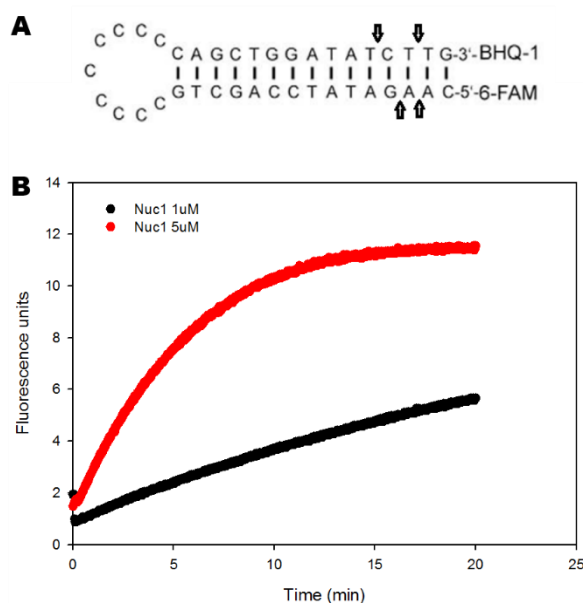 A
C C C C C
C A G C T G G A T A T C T T G-3'-BHQ-1
C
G T C G A C C T A T A G A A C-5'-6-FAM
C C C C C
B
14
12
10
8
6
4
2
0
Nuc1 1uM
Nuc1 5uM
Fluorescence units
0 5 10 15 20 25
Time (min)